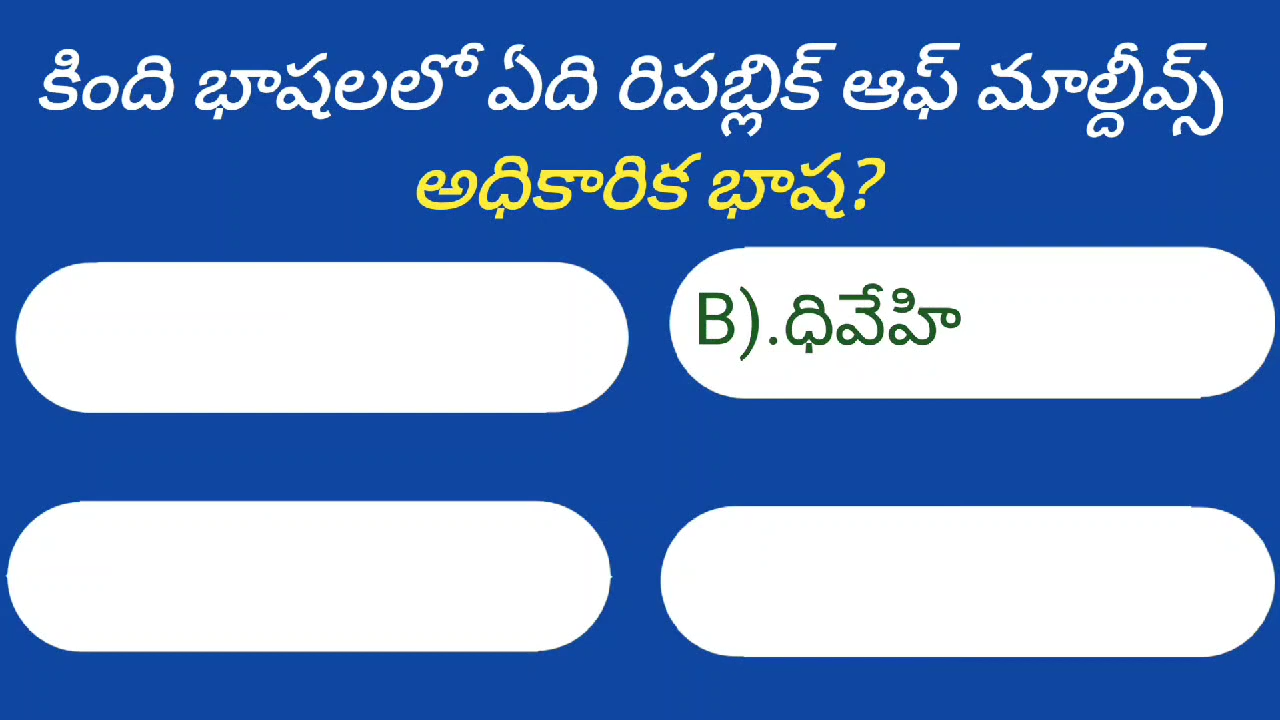 కింది భాషలలో ఏది రిపబ్లిక్ ఆఫ్ మాల్దీవ్స్
అధికారిక భాష?
B).ధివేహి